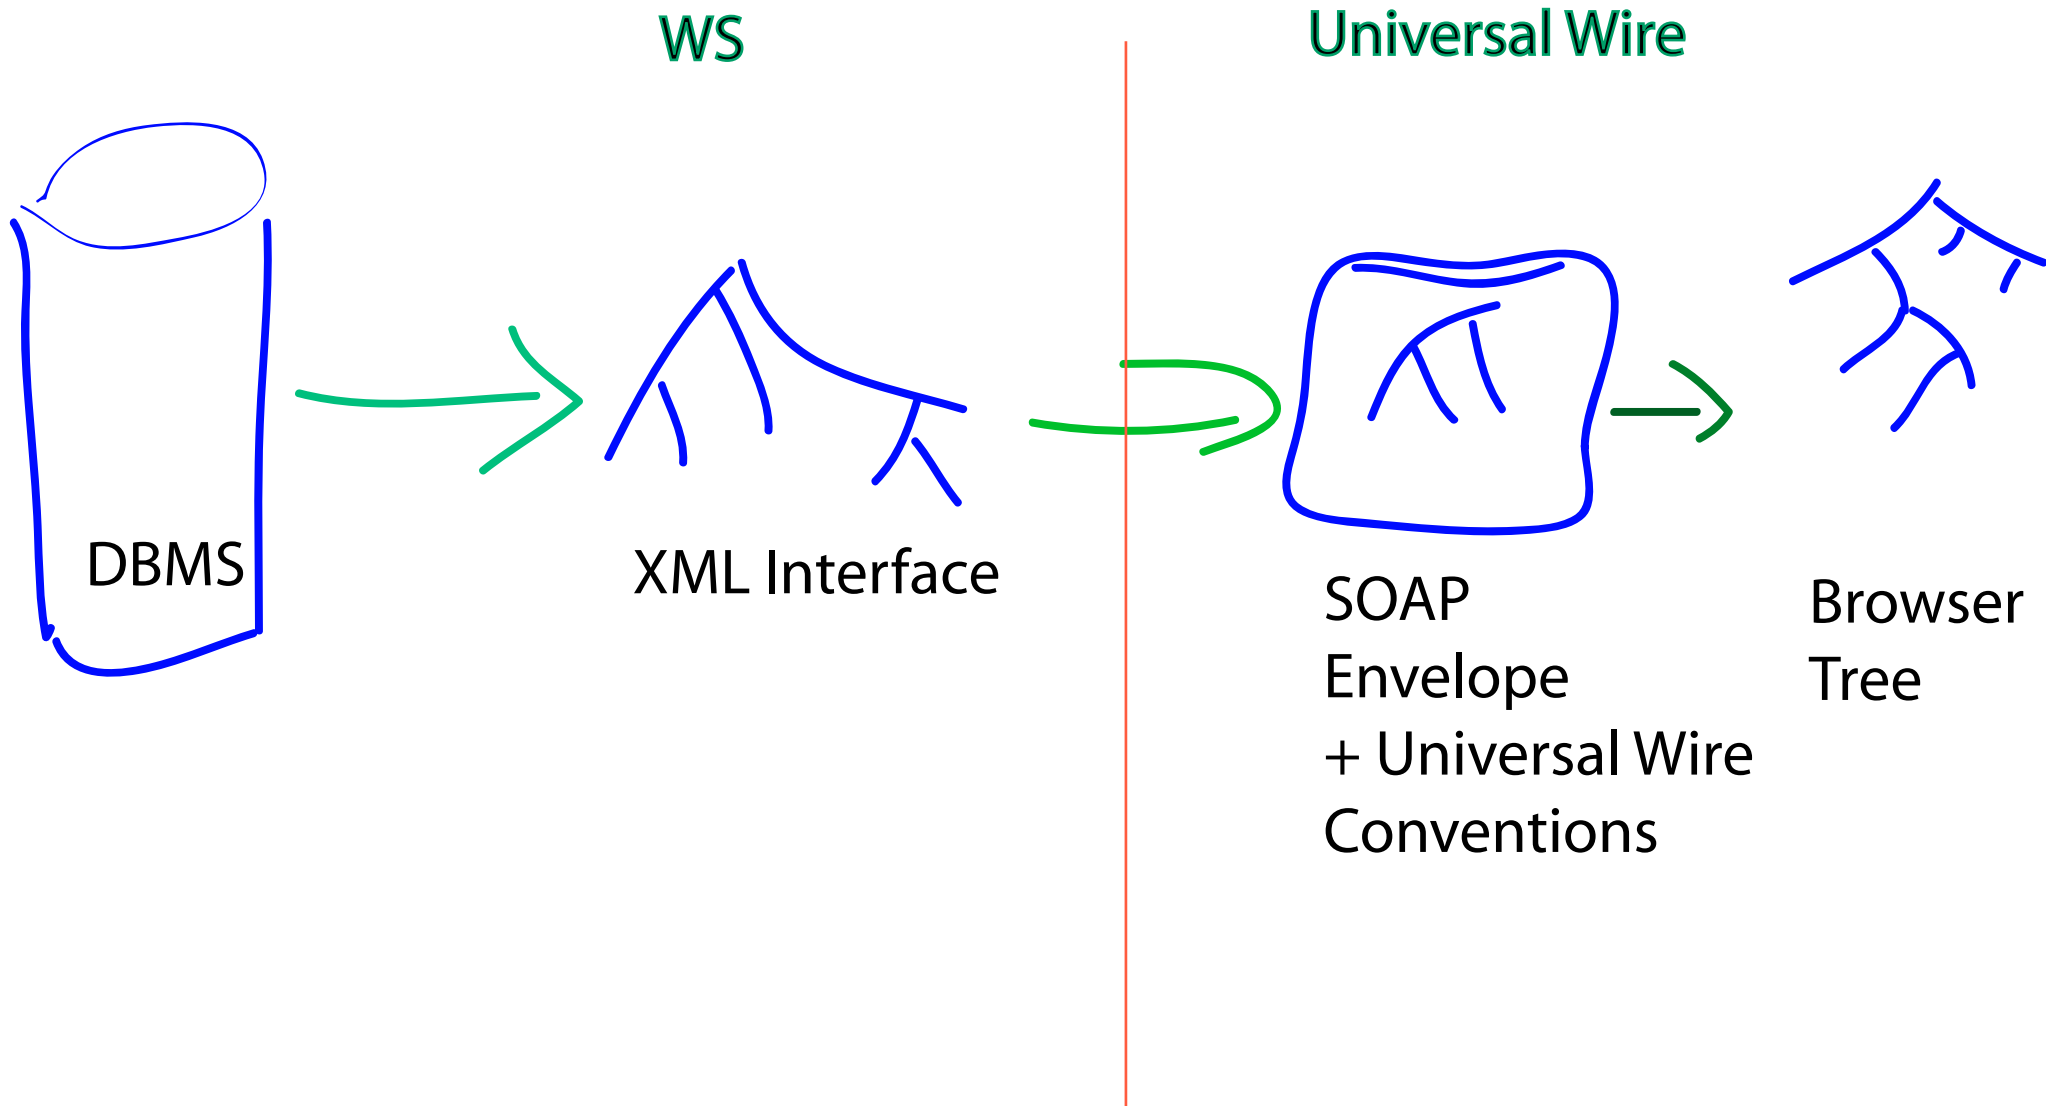 WS
Universal Wire
DBMS
XML Interface
SOAP
Envelope
+ Universal Wire
Conventions
Browser
Tree